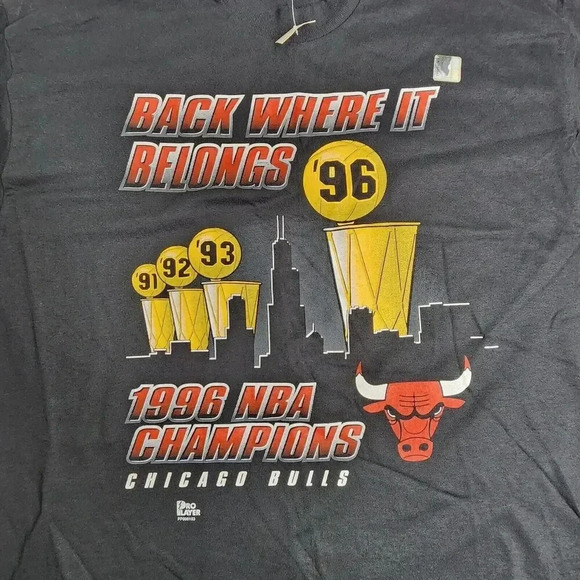 BACK WHERE IT
BELONGS
'96
'91 '92 '93
1996 NBA
CHAMPIONS
CHICAGO BULLS
PRO
PLAYER